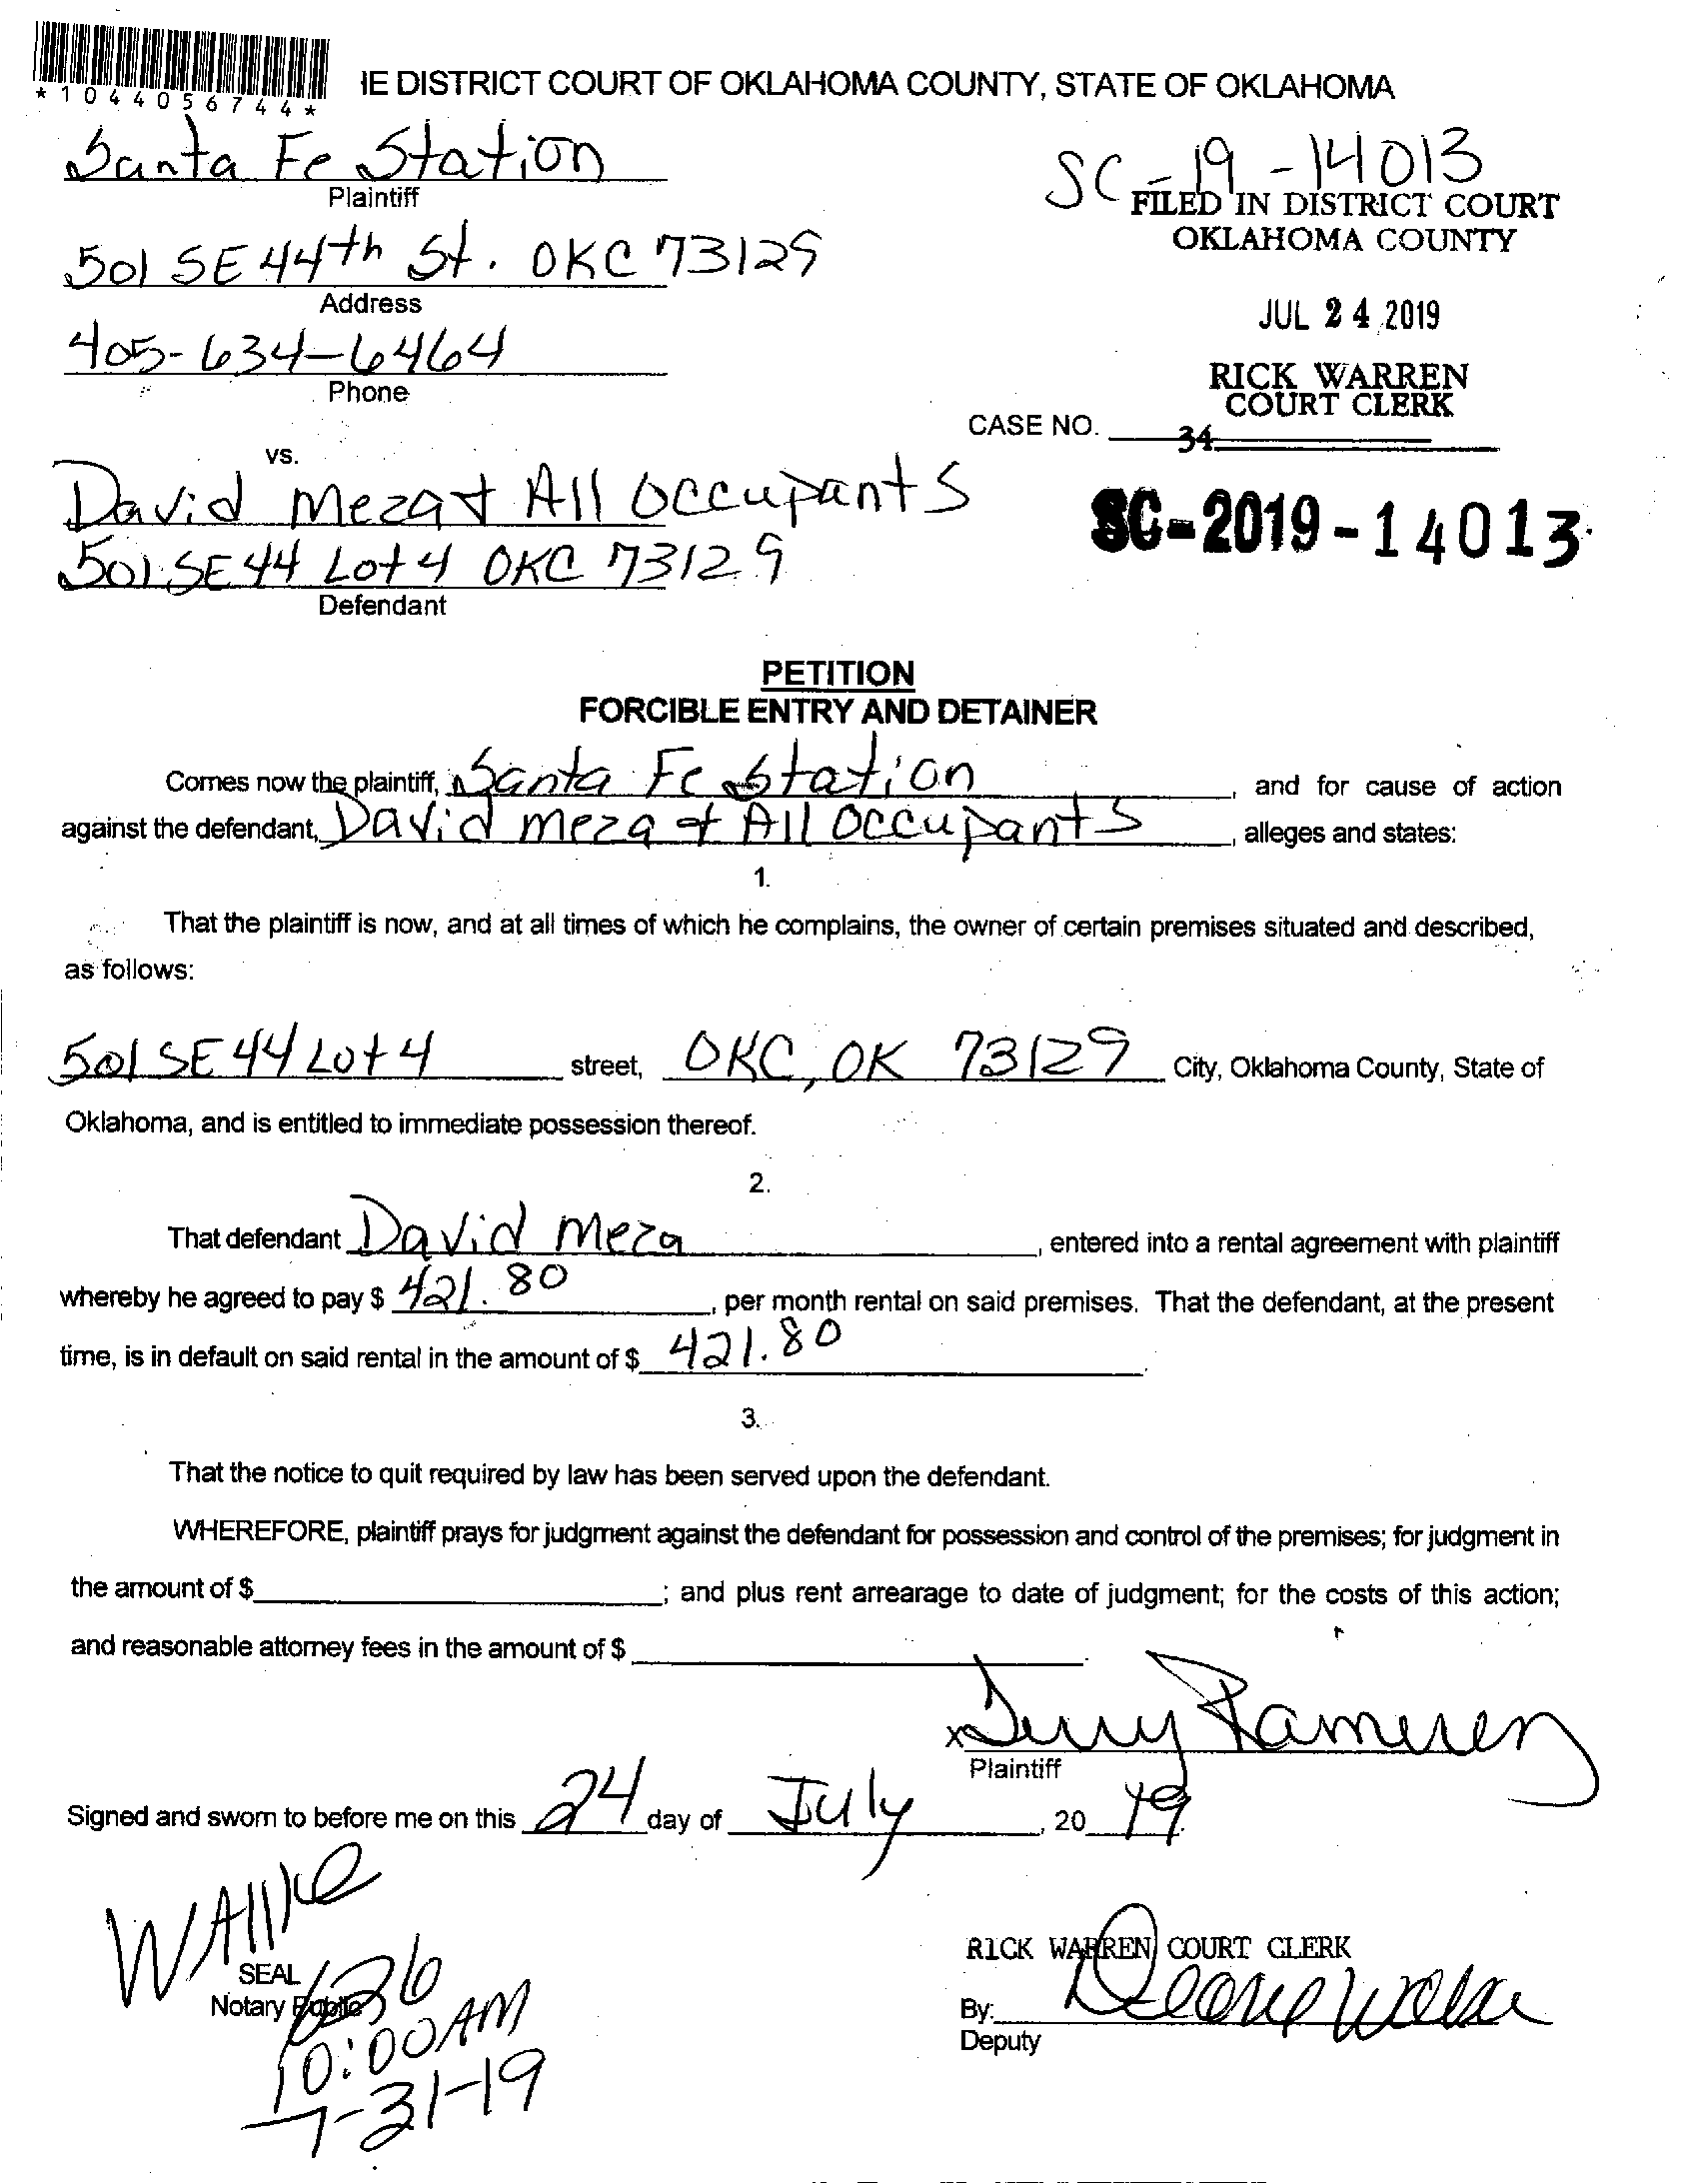 *1044056744*
IE DISTRICT COURT OF OKLAHOMA COUNTY, STATE OF OKLAHOMA
Santa Fe Station
Plaintiff
SC-19-14013
FILED IN DISTRICT COURT
OKLAHOMA COUNTY
501 SE 44th St. OKC 73129
Address
JUL 24 2019
405-634-6464
Phone
RICK WARREN
COURT CLERK
CASE NO. 34
vs.
David Meza & All Occupants
501 SE 44 Lot 4 OKC 73129
Defendant
SC-2019-14013
PETITION
FORCIBLE ENTRY AND DETAINER
Comes now the plaintiff, Santa Fe Station, and for cause of action
against the defendant, David Meza & All Occupants, alleges and states:
1.
That the plaintiff is now, and at all times of which he complains, the owner of certain premises situated and described,
as follows:
501 SE 44 Lot 4 street, OKC, OK 73129 City, Oklahoma County, State of
Oklahoma, and is entitled to immediate possession thereof.
2.
That defendant David Meza, entered into a rental agreement with plaintiff
whereby he agreed to pay $ 421.80, per month rental on said premises. That the defendant, at the present
time, is in default on said rental in the amount of $ 421.80.
3.
That the notice to quit required by law has been served upon the defendant.
WHEREFORE, plaintiff prays for judgment against the defendant for possession and control of the premises; for judgment in
the amount of $ ; and plus rent arrearage to date of judgment; for the costs of this action;
and reasonable attorney fees in the amount of $ .
x
Plaintiff
Signed and sworn to before me on this 24 day of July, 20 19
SEAL
Notary Public
636
10:00 AM
7-31-19
RICK WARREN COURT CLERK
By:
Deputy